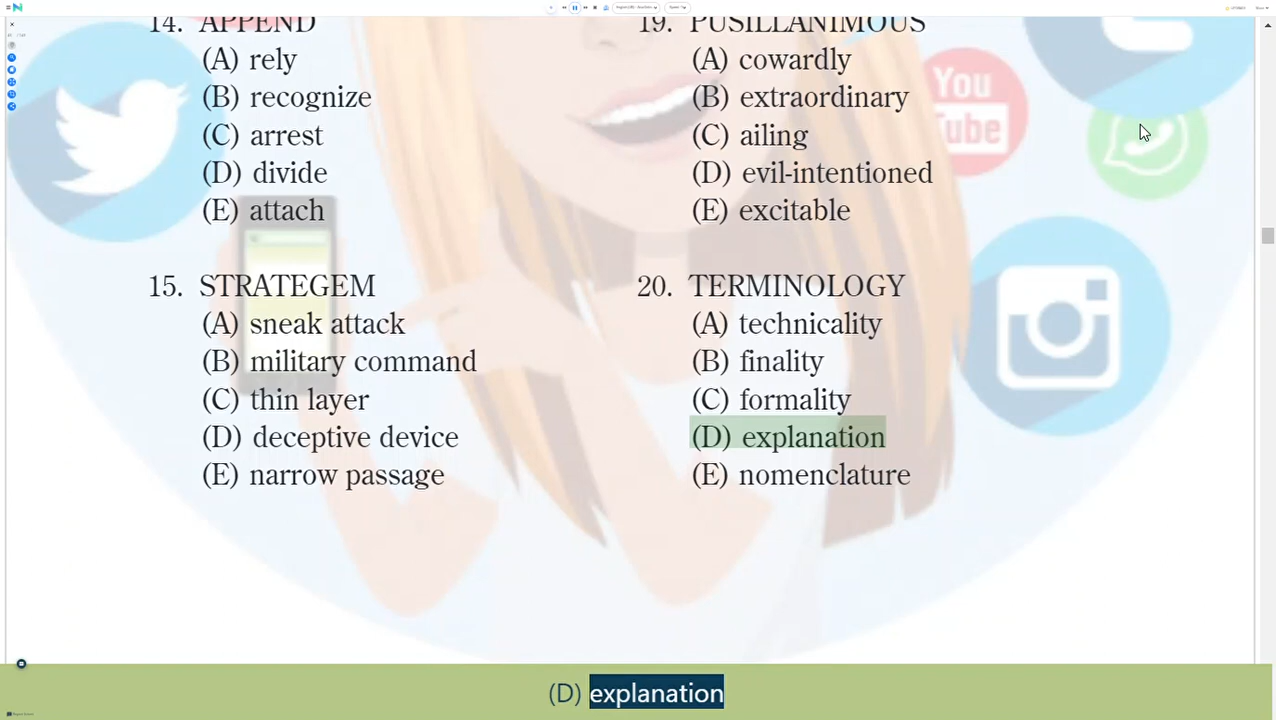 14. APPEND
(A) rely
(B) recognize
(C) arrest
(D) divide
(E) attach
15. STRATEGEM
(A) sneak attack
(B) military command
(C) thin layer
(D) deceptive device
(E) narrow passage
19. PUSILLANIMOUS
(A) cowardly
(B) extraordinary
(C) ailing
(D) evil-intentioned
(E) excitable
20. TERMINOLOGY
(A) technicality
(B) finality
(C) formality
(D) explanation
(E) nomenclature
You
Tube
(D) explanation